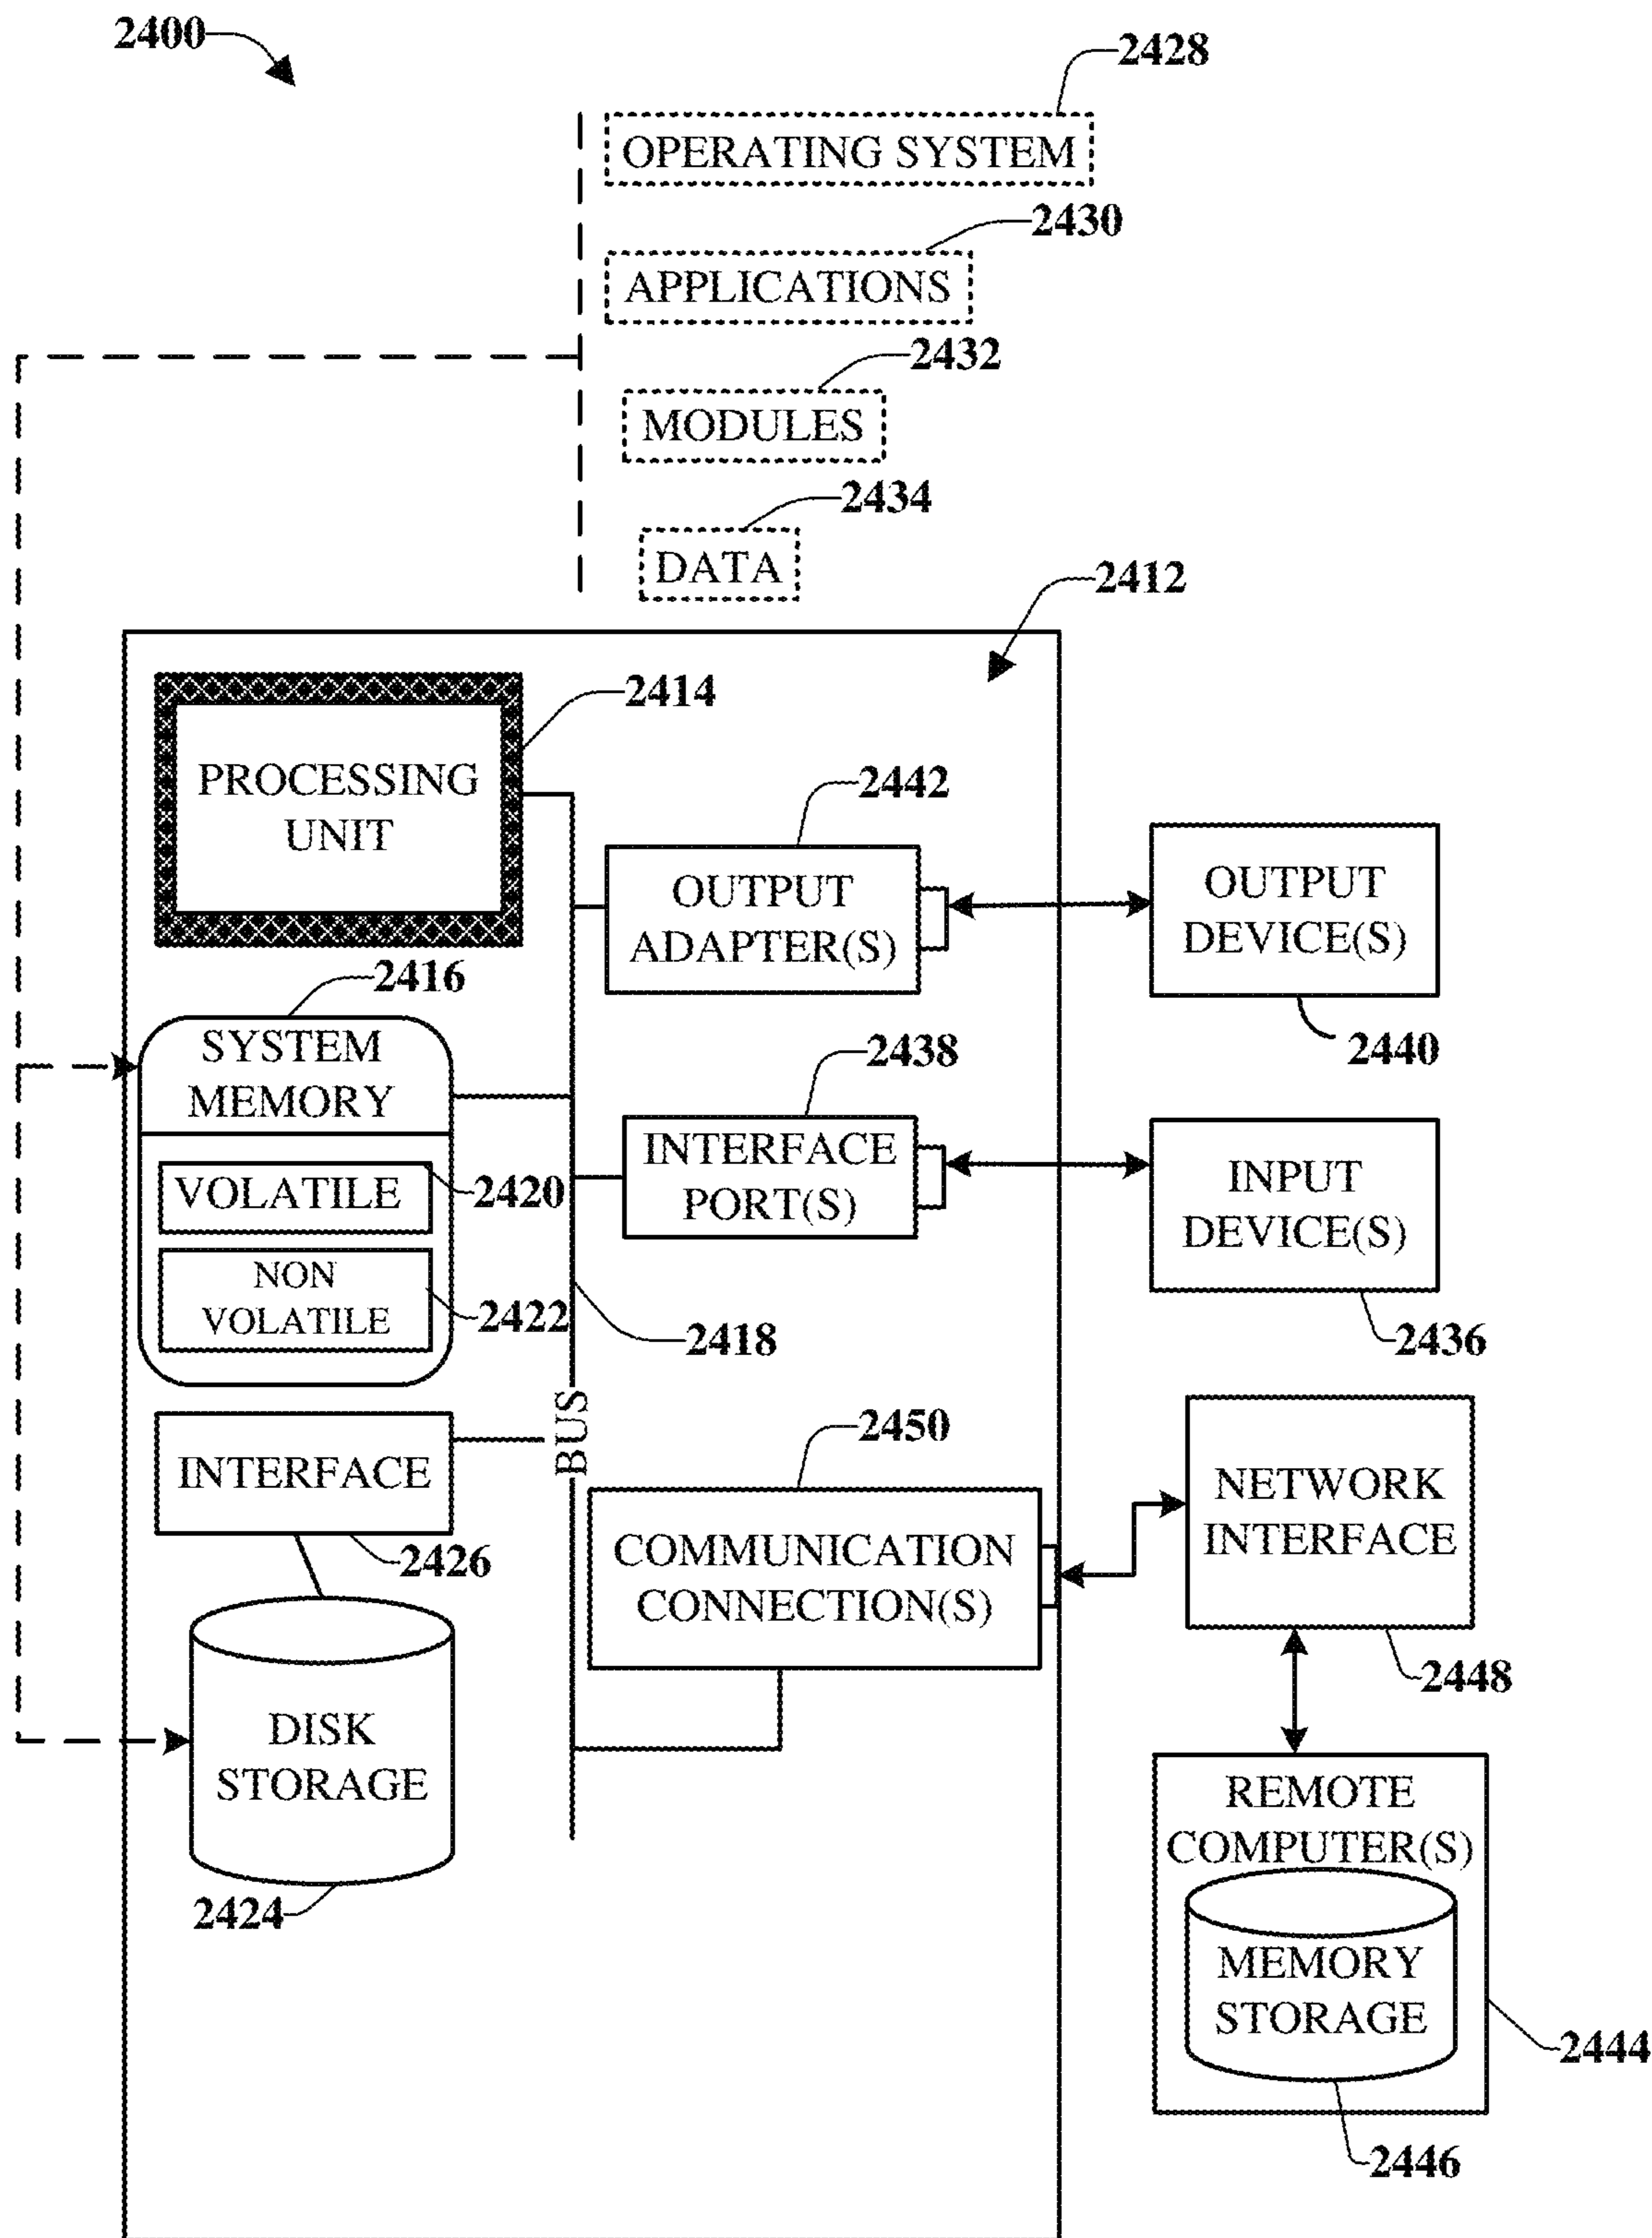 2400
2428
OPERATING SYSTEM
2430
APPLICATIONS
2432
MODULES
2434
DATA
2412
2414
PROCESSING
UNIT
2442
OUTPUT
ADAPTER(S)
OUTPUT
DEVICE(S)
2440
2416
SYSTEM
MEMORY
VOLATILE
2420
NON
VOLATILE
2422
2438
INTERFACE
PORT(S)
INPUT
DEVICE(S)
2436
2418
BUS
INTERFACE
2426
2450
COMMUNICATION
CONNECTION(S)
NETWORK
INTERFACE
2448
DISK
STORAGE
2424
REMOTE
COMPUTER(S)
MEMORY
STORAGE
2444
2446